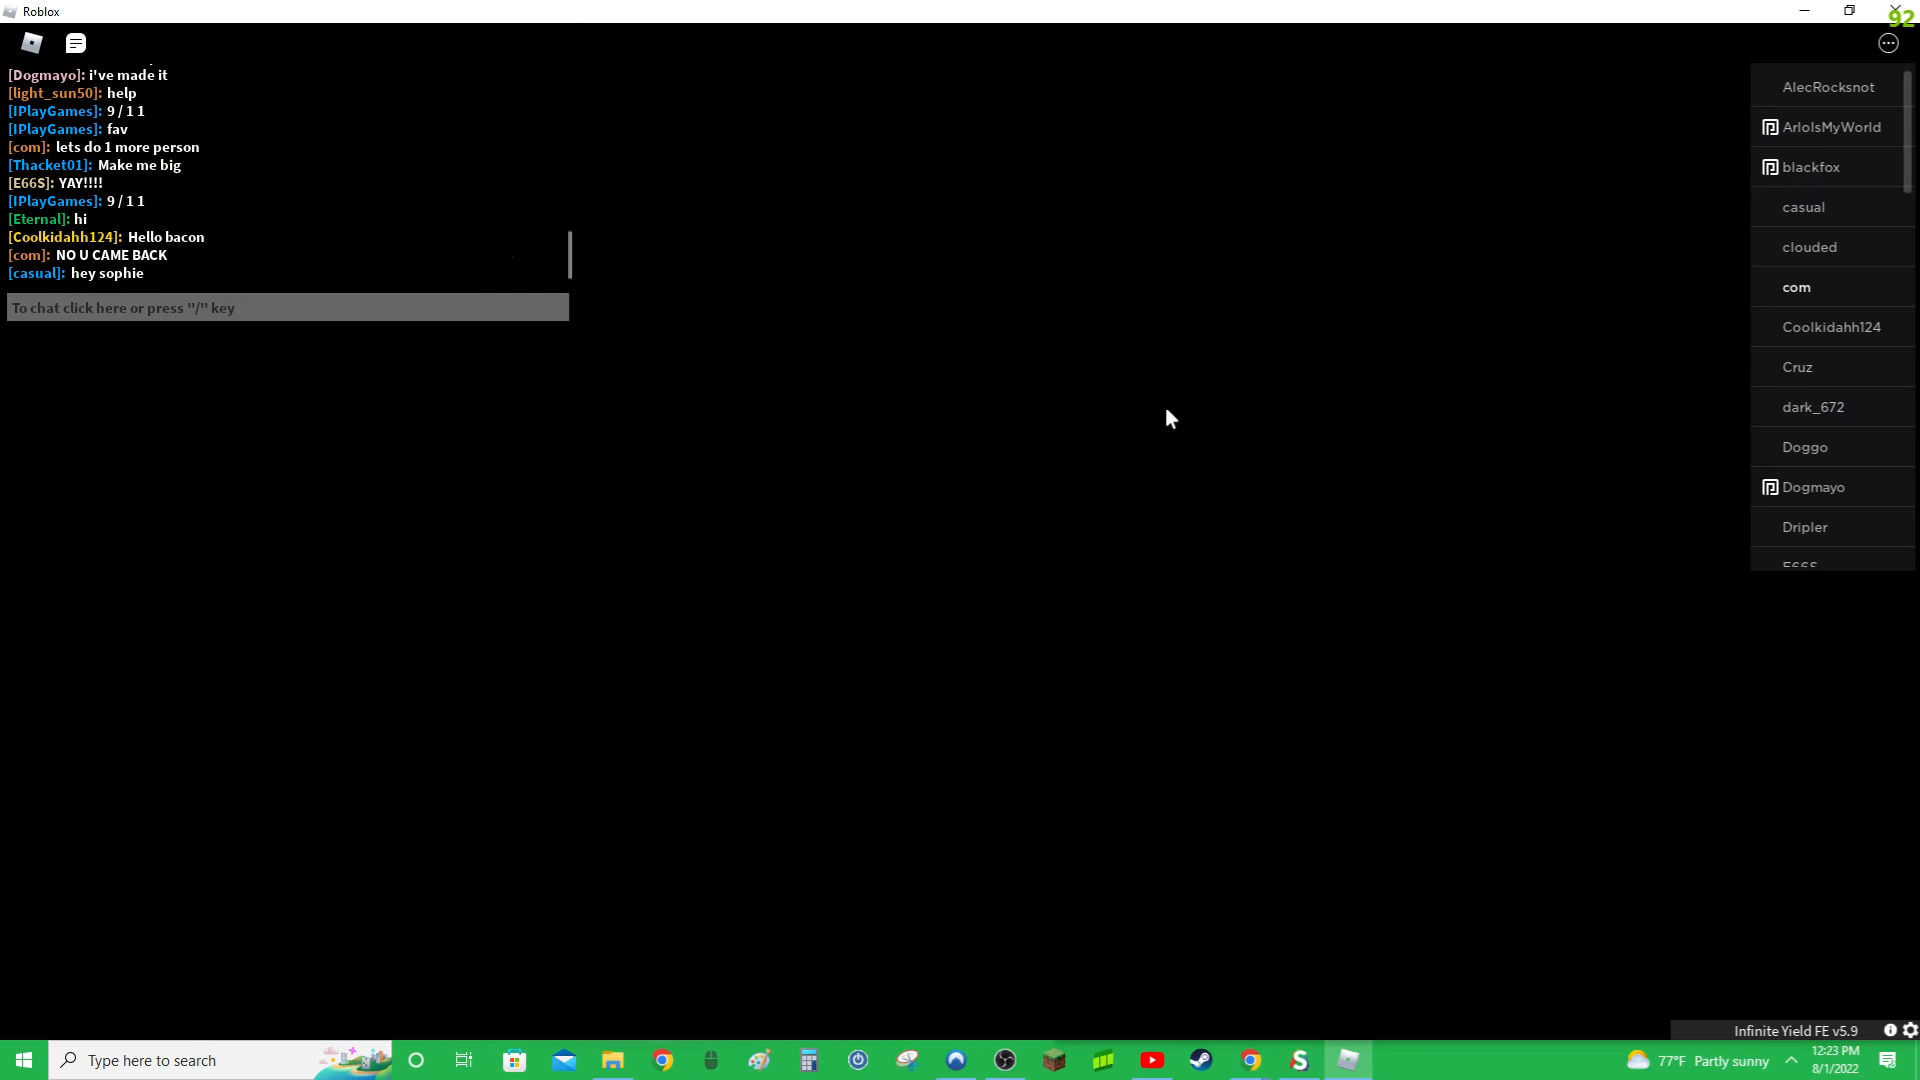 Roblox
92
[Dogmayo]: i've made it
[light_sun50]: help
[IPlayGames]: 9 / 1 1
[IPlayGames]: fav
[com]: lets do 1 more person
[Thacket01]: Make me big
[E66S]: YAY!!!!
[IPlayGames]: 9 / 1 1
[Eternal]: hi
[Coolkidahh124]: Hello bacon
[com]: NO U CAME BACK
[casual]: hey sophie
To chat click here or press "/" key
AlecRocksnot
ArloIsMyWorld
blackfox
casual
clouded
com
Coolkidahh124
Cruz
dark_672
Doggo
Dogmayo
Dripler
E66S
Infinite Yield FE v5.9
Type here to search
77°F Partly sunny
12:23 PM
8/1/2022